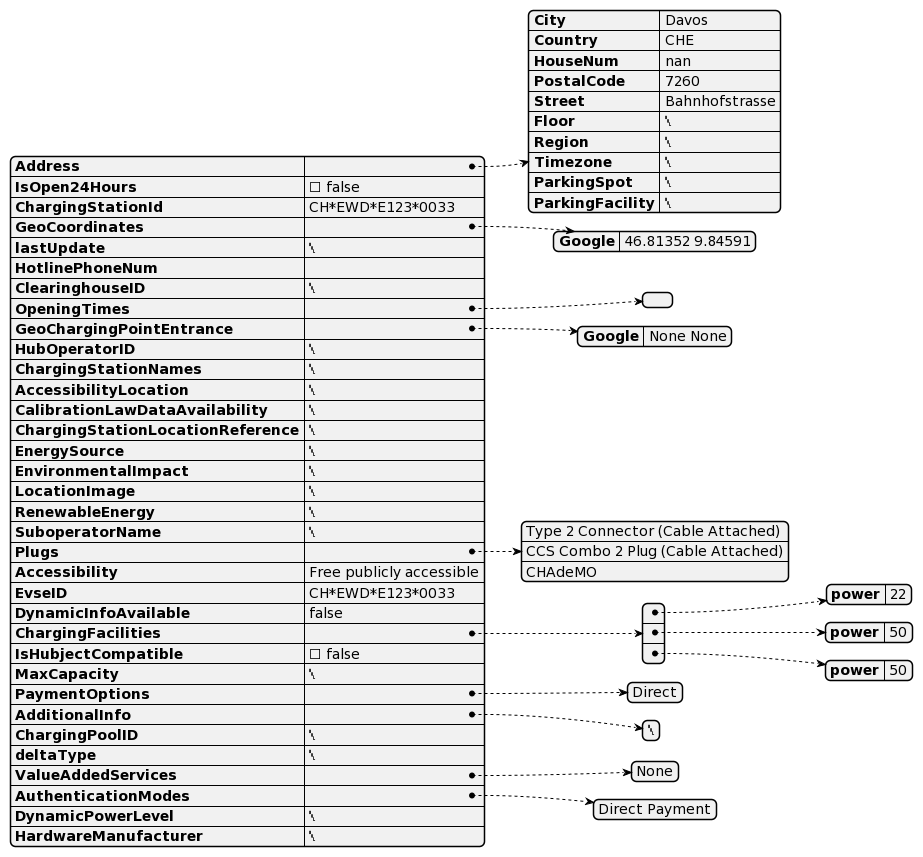 City Davos
Country CHE
HouseNum nan
PostalCode 7260
Street Bahnhofstrasse
Floor ␀
Region ␀
Timezone ␀
ParkingSpot ␀
ParkingFacility ␀
Address
IsOpen24Hours ☐ false
ChargingStationId CH*EWD*E123*0033
GeoCoordinates
Google 46.81352 9.84591
lastUpdate ␀
HotlinePhoneNum
ClearinghouseID ␀
OpeningTimes
GeoChargingPointEntrance
Google None None
HubOperatorID ␀
ChargingStationNames ␀
AccessibilityLocation ␀
CalibrationLawDataAvailability ␀
ChargingStationLocationReference ␀
EnergySource ␀
EnvironmentalImpact ␀
LocationImage ␀
RenewableEnergy ␀
SuboperatorName ␀
Plugs
Type 2 Connector (Cable Attached)
CCS Combo 2 Plug (Cable Attached)
CHAdeMO
Accessibility Free publicly accessible
EvseID CH*EWD*E123*0033
DynamicInfoAvailable false
ChargingFacilities
power 22
power 50
power 50
IsHubjectCompatible ☐ false
MaxCapacity ␀
PaymentOptions
Direct
AdditionalInfo
␀
ChargingPoolID ␀
deltaType ␀
ValueAddedServices
None
AuthenticationModes
Direct Payment
DynamicPowerLevel ␀
HardwareManufacturer ␀